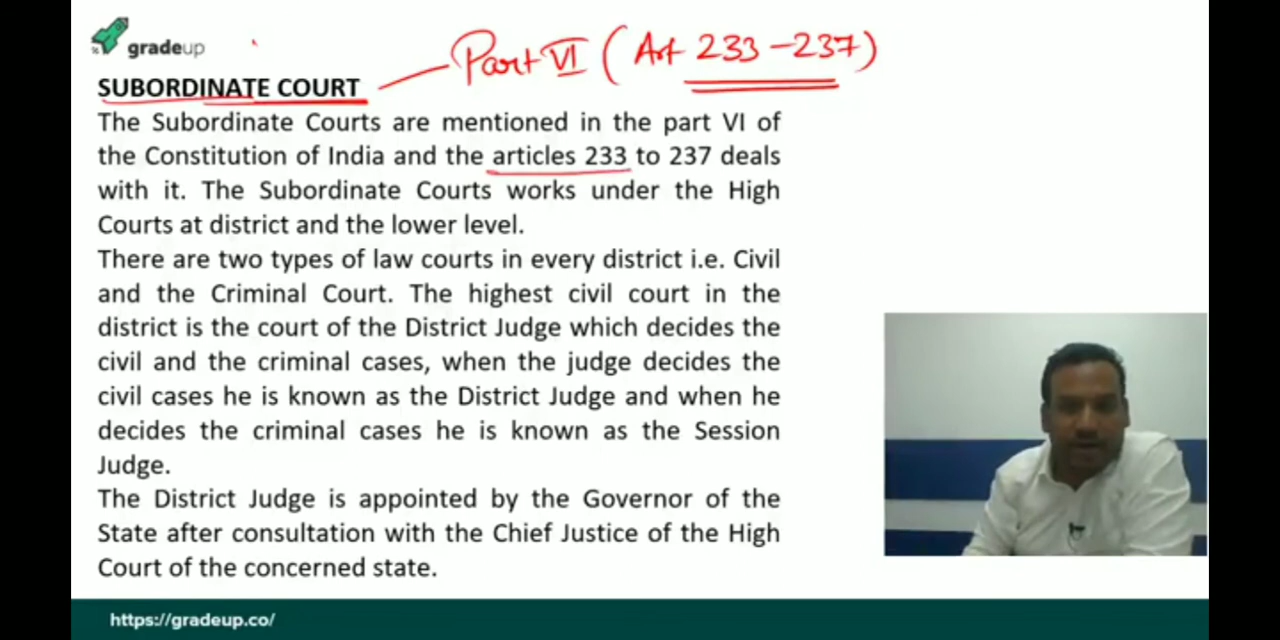 gradeup
Part VI (Art 233-237)
SUBORDINATE COURT
The Subordinate Courts are mentioned in the part VI of
the Constitution of India and the articles 233 to 237 deals
with it. The Subordinate Courts works under the High
Courts at district and the lower level.
There are two types of law courts in every district i.e. Civil
and the Criminal Court. The highest civil court in the
district is the court of the District Judge which decides the
civil and the criminal cases, when the judge decides the
civil cases he is known as the District Judge and when he
decides the criminal cases he is known as the Session
Judge.
The District Judge is appointed by the Governor of the
State after consultation with the Chief Justice of the High
Court of the concerned state.
https://gradeup.co/